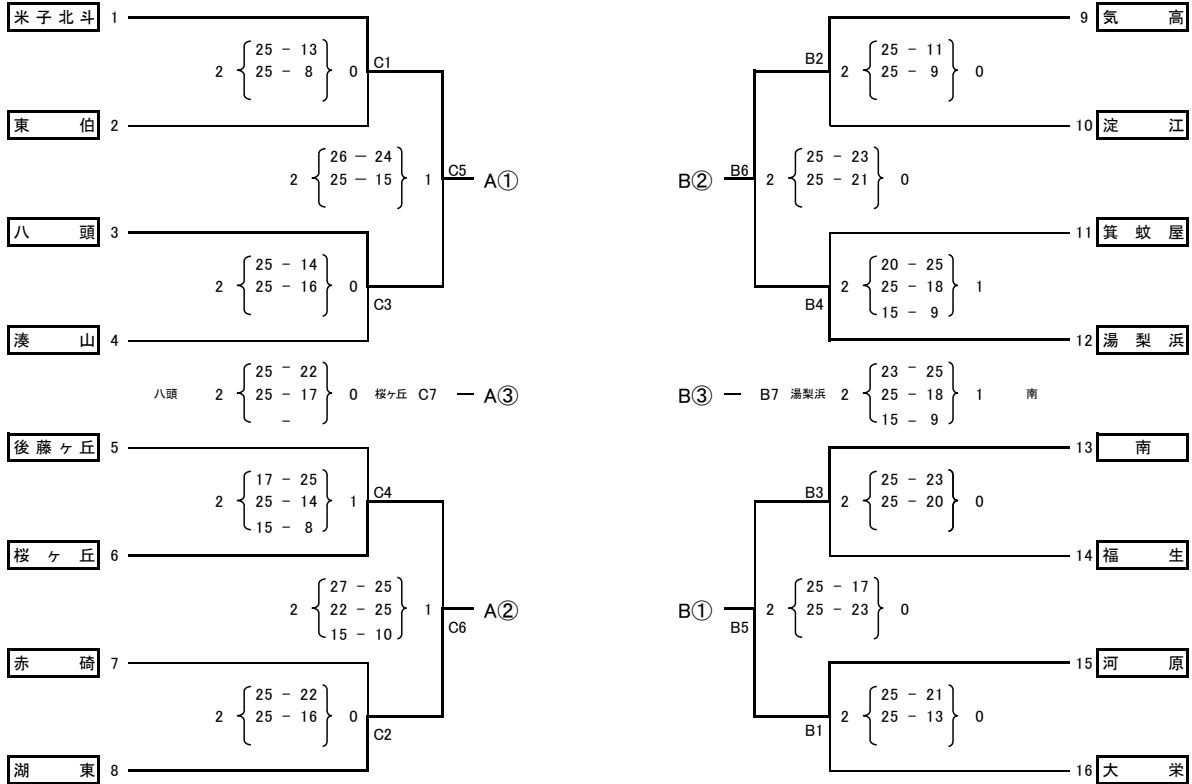 米子北斗 1
25 － 13
2 25 － 8 0
C1
東伯 2
26 － 24
2 25 － 15 1
C5 A①
八頭 3
25 － 14
2 25 － 16 0
C3
湊山 4
25 － 22
八頭 2 25 － 17 0 桜ヶ丘 C7 － A③
－
後藤ヶ丘 5
17 － 25
2 25 － 14 1
15 － 8
C4
桜ヶ丘 6
27 － 25
2 22 － 25 1
15 － 10
C6 A②
赤碕 7
25 － 22
2 25 － 16 0
C2
湖東 8
9 気高
B2
25 － 11
2 25 － 9 0
10 淀江
B② B6
25 － 23
2 25 － 21 0
11 箕蚊屋
20 － 25
2 25 － 18 1
15 － 9
B4
12 湯梨浜
23 － 25
B③ － B7 湯梨浜 2 25 － 18 1 南
15 － 9
13 南
B3
25 － 23
2 25 － 20 0
14 福生
25 － 17
B① 2 25 － 23 0
B5
15 河原
25 － 21
2 25 － 13 0
B1
16 大栄